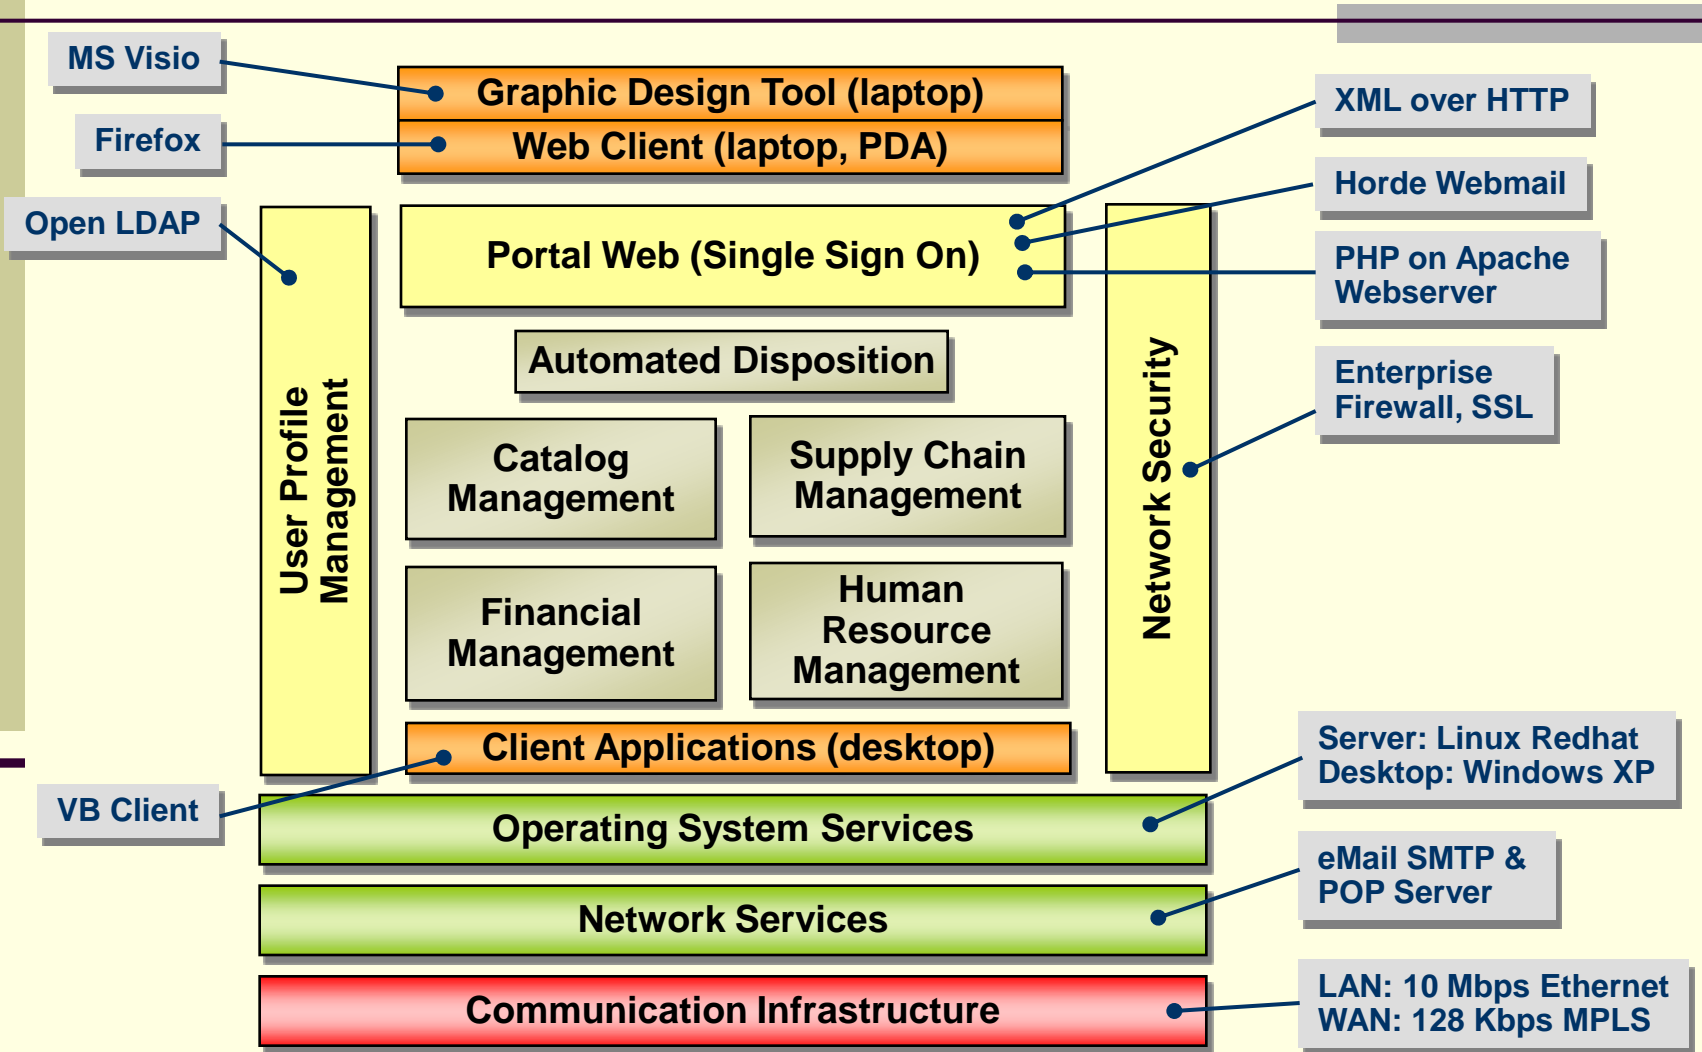 MS Visio
Graphic Design Tool (laptop)
XML over HTTP
Firefox
Web Client (laptop, PDA)
Horde Webmail
Open LDAP
Portal Web (Single Sign On)
PHP on Apache
Webserver
Automated Disposition
Enterprise
Firewall, SSL
User Profile
Management
Catalog
Management
Supply Chain
Management
Network Security
Financial
Management
Human
Resource
Management
Client Applications (desktop)
Server: Linux Redhat
Desktop: Windows XP
VB Client
Operating System Services
eMail SMTP &
POP Server
Network Services
Communication Infrastructure
LAN: 10 Mbps Ethernet
WAN: 128 Kbps MPLS